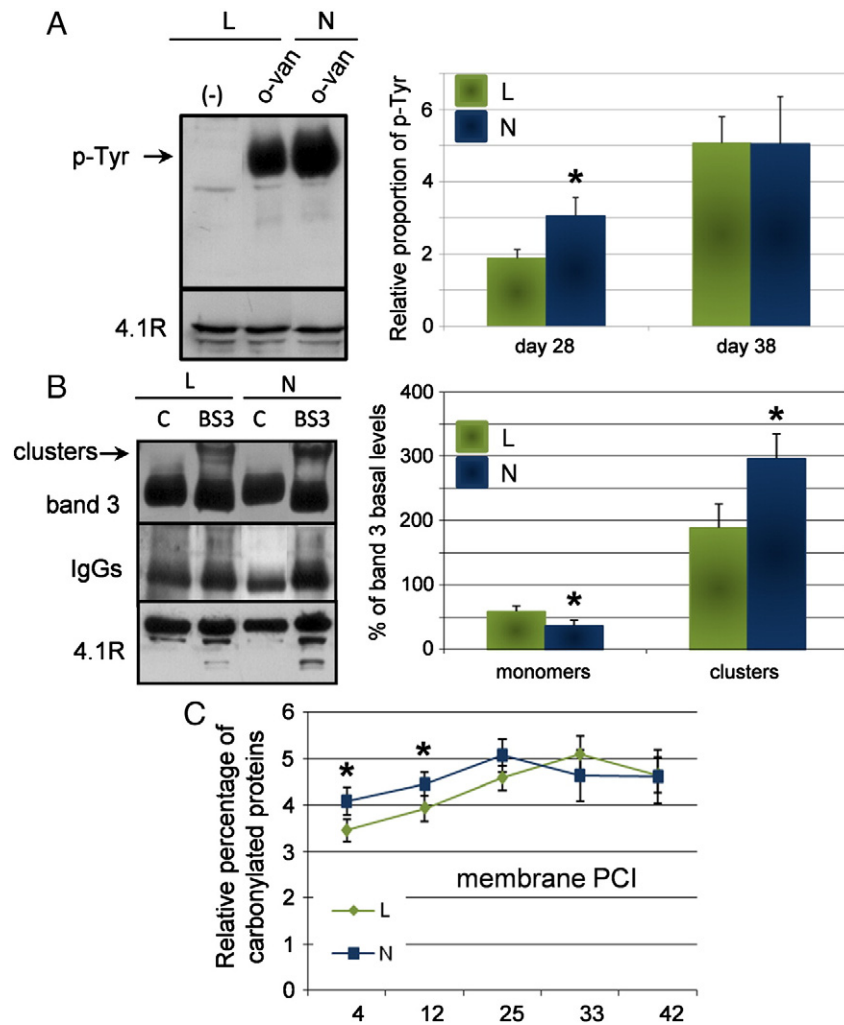 A
L N
(-) o-van o-van
p-Tyr
4.1R
Relative proportion of p-Tyr
6
4
2
0
L
N
*
day 28 day 38
B
L N
C BS3 C BS3
clusters
band 3
IgGs
4.1R
% of band 3 basal levels
400
300
200
100
0
L
N
*
*
monomers clusters
C
Relative percentage of
carbonylated proteins
6
5
4
3
2
1
0
* *
membrane PCI
L
N
4 12 25 33 42